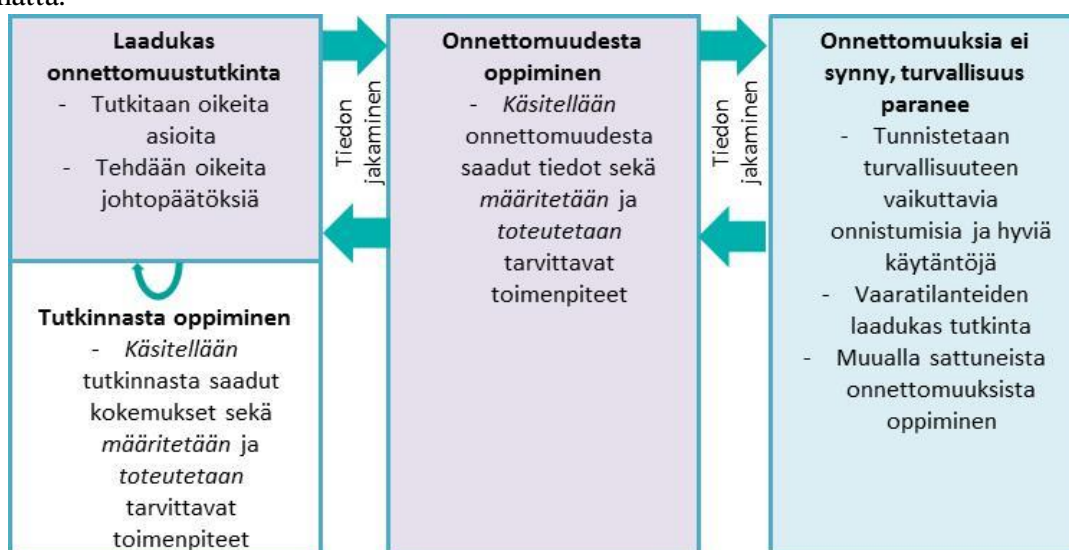 Laadukas
onnettomuustutkinta
- Tutkitaan oikeita
asioita
- Tehdään oikeita
johtopäätöksiä
Tutkinnasta oppiminen
- Käsitellään
tutkinnasta saadut
kokemukset sekä
määritetään ja
toteutetaan
tarvittavat
toimenpiteet
Tiedon
jakaminen
Onnettomuudesta
oppiminen
- Käsitellään
onnettomuudesta
saadut tiedot sekä
määritetään ja
toteutetaan
tarvittavat
toimenpiteet
Tiedon
jakaminen
Onnettomuuksia ei
synny, turvallisuus
paranee
- Tunnistetaan
turvallisuuteen
vaikuttavia
onnistumisia ja hyviä
käytäntöjä
- Vaaratilanteiden
laadukas tutkinta
- Muualla sattuneista
onnettomuuksista
oppiminen